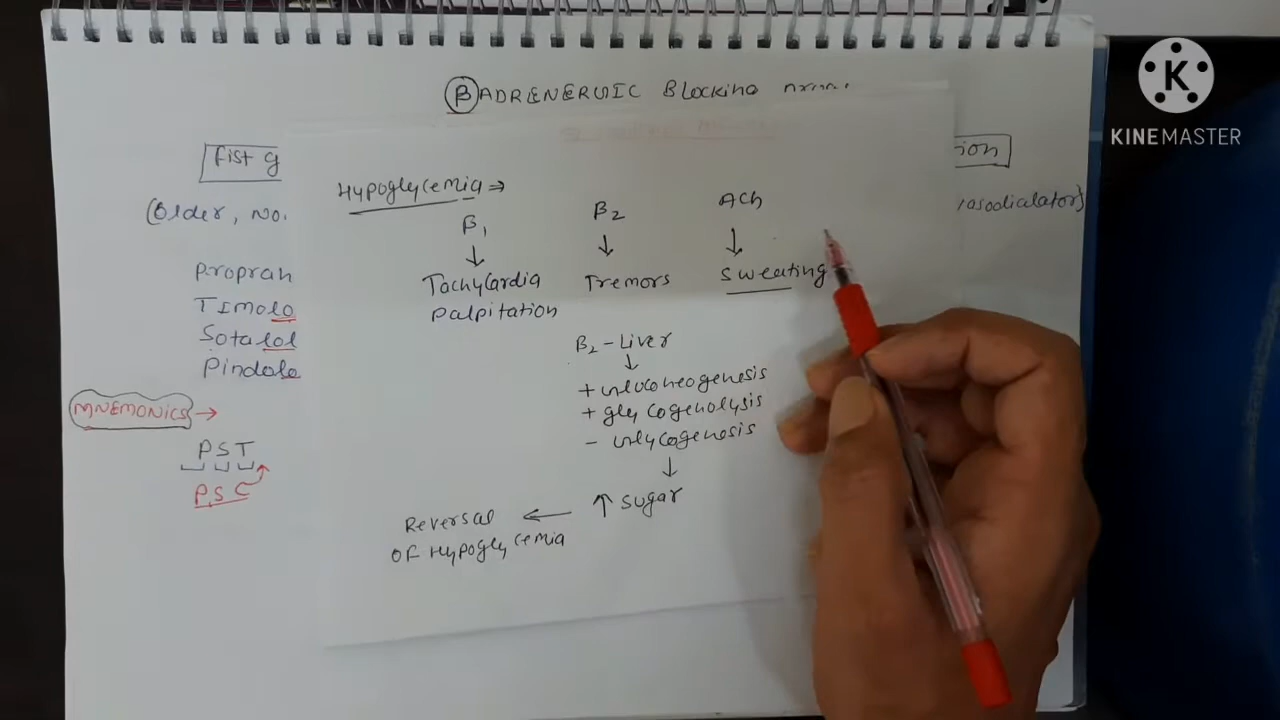 β ADRENERGIC Blocking
fist g
(older, No.
Propran
TIMOLO
Sotalol
Pindolo
MNEMONICS →
PST
PSC
Hypoglycemia ⇒
β1 β2 ACh
↓ ↓ ↓
Tachycardia Tremors Sweating
palpitation
β2 - Liver
↓
+ Gluconeogenesis
+ glycogenolysis
- Glycogenesis
↓
↑ Sugar
Reversal ←
OF Hypoglycemia
ion
asodialator)
K
KINEMASTER